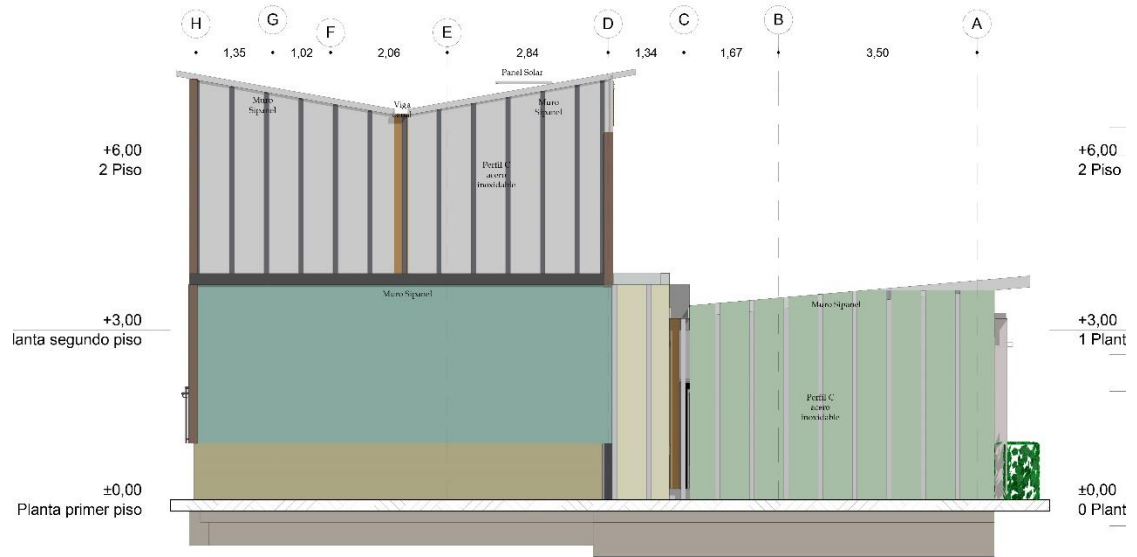 H G F E D C B A
1,35 1,02 2,06 2,84 1,34 1,67 3,50
Panel Solar
Muro
Sipanel
Viga
Muro
Sipanel
+6,00
2 Piso
Perfil C
acero
inoxidable
+6,00
2 Piso
Muro Sipanel
Muro Sipanel
+3,00
lanta segundo piso
+3,00
1 Plant
Perfil C
acero
inoxidable
±0,00
Planta primer piso
±0,00
0 Plant